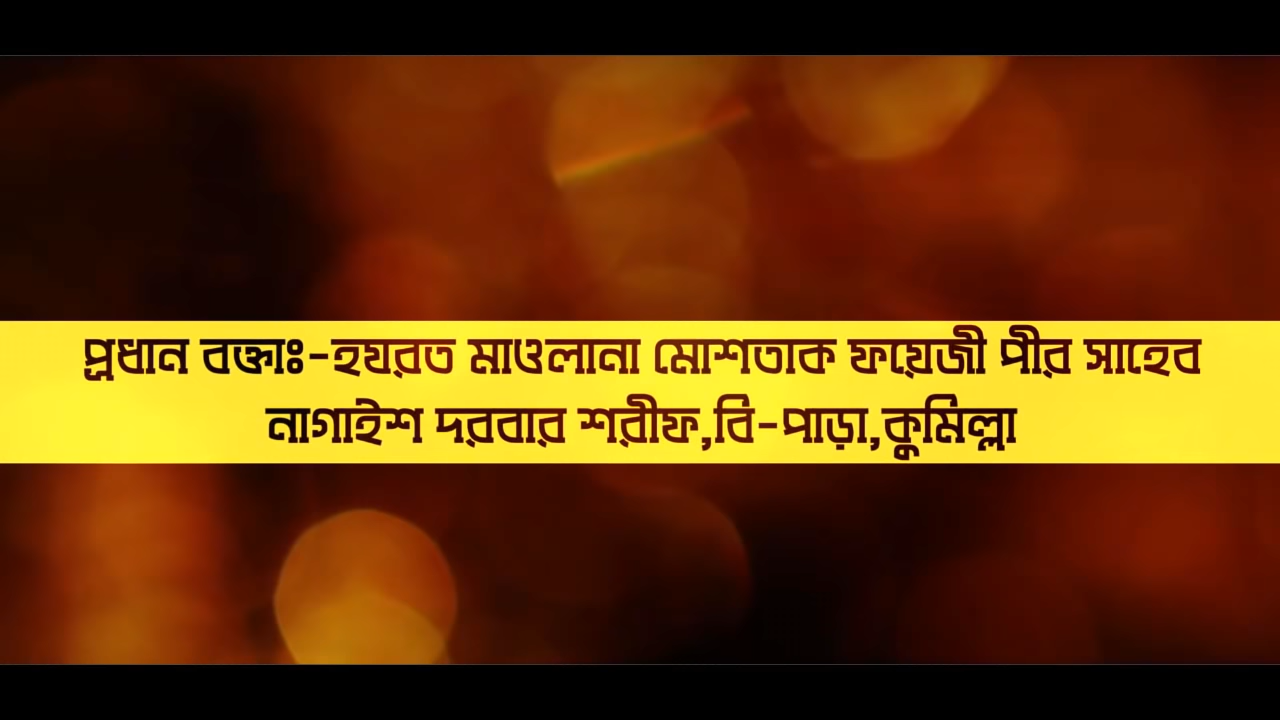 প্রধান বক্তাঃ-হযরত মাওলানা মোশতাক ফয়েজী পীর সাহেব
নাগাইশ দরবার শরীফ,বি-পাড়া,কুমিল্লা